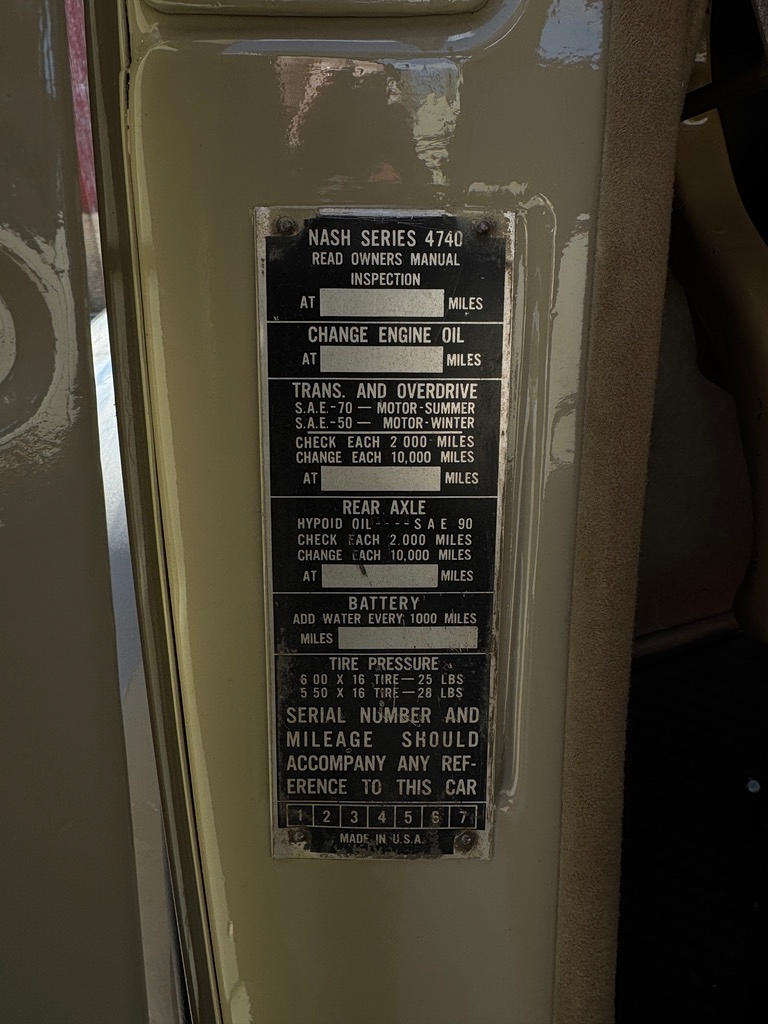 NASH SERIES 4740
READ OWNERS MANUAL
INSPECTION
AT MILES
CHANGE ENGINE OIL
AT MILES
TRANS. AND OVERDRIVE
S.A.E.-70 — MOTOR-SUMMER
S.A.E.-50 — MOTOR-WINTER
CHECK EACH 2 000 MILES
CHANGE EACH 10,000 MILES
AT MILES
REAR AXLE
HYPOID OIL - - - - S A E 90
CHECK EACH 2.000 MILES
CHANGE EACH 10,000 MILES
AT MILES
BATTERY
ADD WATER EVERY 1000 MILES
MILES
TIRE PRESSURE
6 00 X 16 TIRE—25 LBS
5 50 X 16 TIRE—28 LBS
SERIAL NUMBER AND
MILEAGE SHOULD
ACCOMPANY ANY REF-
ERENCE TO THIS CAR
1 2 3 4 5 6 7
MADE IN U.S.A.